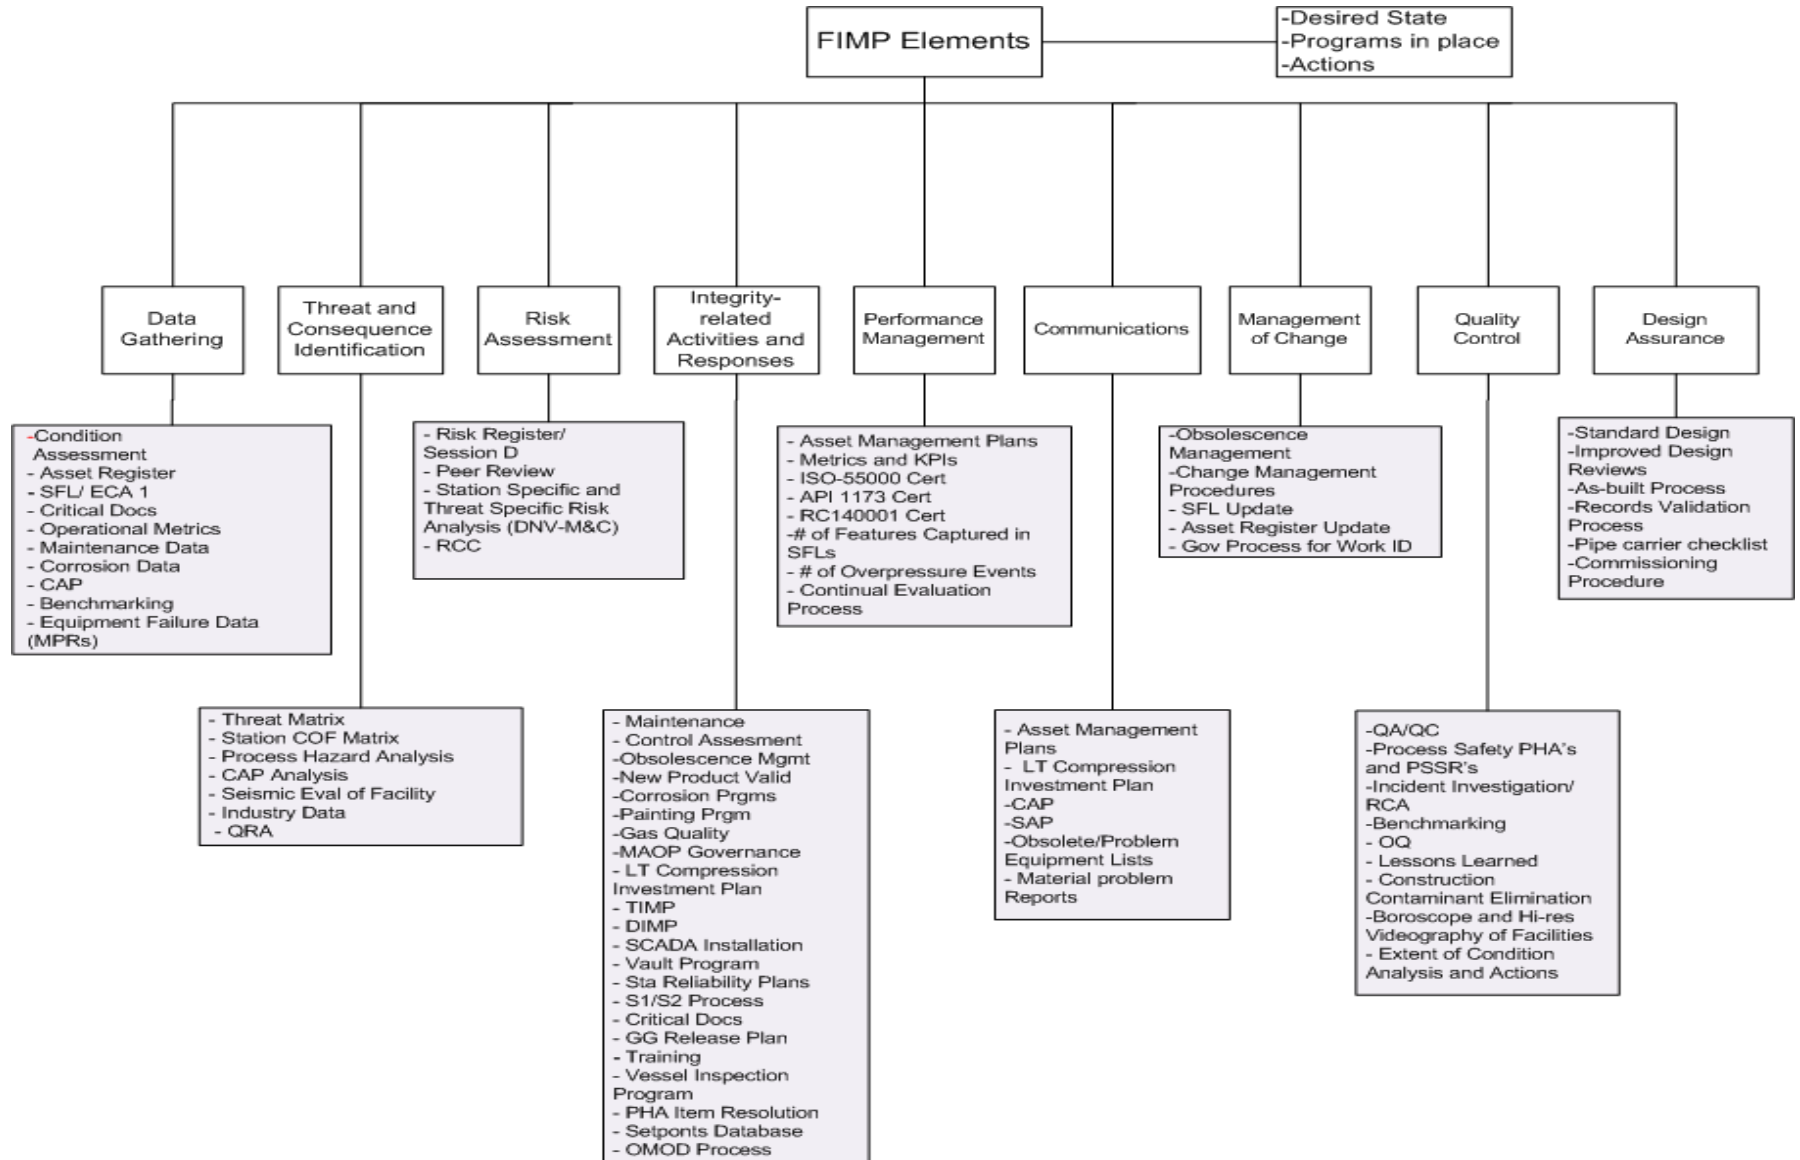 FIMP Elements
-Desired State
-Programs in place
-Actions
Data
Gathering
Threat and
Consequence
Identification
Risk
Assessment
Integrity-
related
Activities and
Responses
Performance
Management
Communications
Management
of Change
Quality
Control
Design
Assurance
-Condition
Assessment
- Asset Register
- SFL/ ECA 1
- Critical Docs
- Operational Metrics
- Maintenance Data
- Corrosion Data
- CAP
- Benchmarking
- Equipment Failure Data
(MPRs)
- Risk Register/
Session D
- Peer Review
- Station Specific and
Threat Specific Risk
Analysis (DNV-M&C)
- RCC
- Asset Management Plans
- Metrics and KPIs
- ISO-55000 Cert
- API 1173 Cert
- RC140001 Cert
-# of Features Captured in
SFLs
- # of Overpressure Events
- Continual Evaluation
Process
-Obsolescence
Management
-Change Management
Procedures
- SFL Update
- Asset Register Update
- Gov Process for Work ID
-Standard Design
-Improved Design
Reviews
-As-built Process
-Records Validation
Process
-Pipe carrier checklist
-Commissioning
Procedure
- Threat Matrix
- Station COF Matrix
- Process Hazard Analysis
- CAP Analysis
- Seismic Eval of Facility
- Industry Data
- QRA
- Maintenance
- Control Assesment
-Obsolescence Mgmt
-New Product Valid
-Corrosion Prgms
-Painting Prgm
-Gas Quality
-MAOP Governance
- LT Compression
Investment Plan
- TIMP
- DIMP
- SCADA Installation
- Vault Program
- Sta Reliability Plans
- S1/S2 Process
- Critical Docs
- GG Release Plan
- Training
- Vessel Inspection
Program
- PHA Item Resolution
- Setponts Database
- OMOD Process
- Asset Management
Plans
- LT Compression
Investment Plan
-CAP
-SAP
-Obsolete/Problem
Equipment Lists
- Material problem
Reports
-QA/QC
-Process Safety PHA's
and PSSR's
-Incident Investigation/
RCA
-Benchmarking
- OQ
- Lessons Learned
- Construction
Contaminant Elimination
-Boroscope and Hi-res
Videography of Facilities
- Extent of Condition
Analysis and Actions